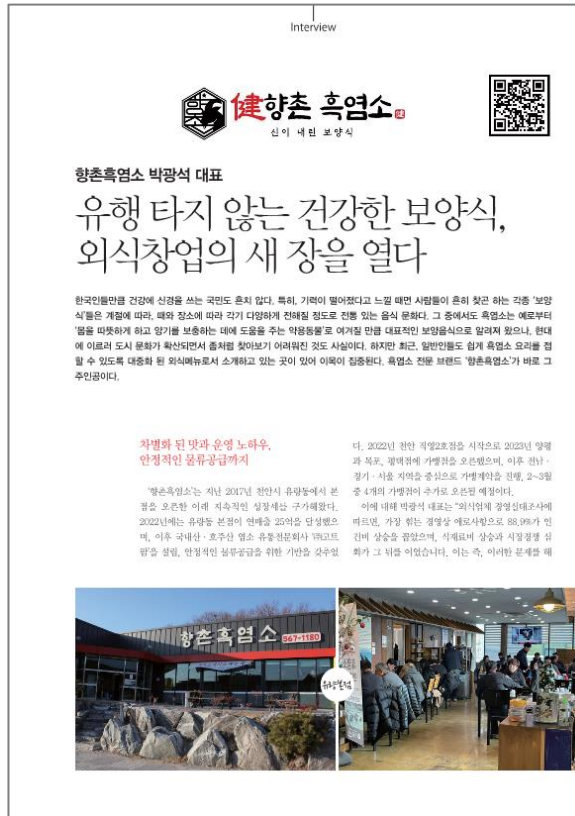 Interview
健향촌 흑염소 健
신이 내린 보양식
향촌흑염소 박광석 대표
유행 타지 않는 건강한 보양식,
외식창업의 새 장을 열다
한국인들만큼 건강에 신경을 쓰는 국민도 흔치 않다. 특히, 기력이 떨어졌다고 느낄 때면 사람들이 흔히 찾곤 하는 각종 '보양
식'들은 계절에 따라, 때와 장소에 따라 각기 다양하게 전해질 정도로 전통 있는 음식 문화다. 그 중에서도 흑염소는 예로부터
'몸을 따뜻하게 하고 양기를 보충하는 데에 도움을 주는 약용동물'로 여겨질 만큼 대표적인 보양음식으로 알려져 왔으나, 현대
에 이르러 도시 문화가 확산되면서 좀처럼 찾아보기 어려워진 것도 사실이다. 하지만 최근, 일반인들도 쉽게 흑염소 요리를 접
할 수 있도록 대중화 된 외식메뉴로서 소개하고 있는 곳이 있어 이목이 집중된다. 흑염소 전문 브랜드 '향촌흑염소'가 바로 그
주인공이다.
차별화 된 맛과 운영 노하우,
안정적인 물류공급까지
'향촌흑염소'는 지난 2017년 천안시 유량동에서 본
점을 오픈한 이래 지속적인 성장세를 구가해왔다.
2022년에는 유량동 본점이 연매출 25억을 달성했으
며, 이후 국내산·호주산 염소 유통전문회사 '㈜고트
팜'을 설립, 안정적인 물류공급을 위한 기반을 갖추었
다. 2022년 천안 직영2호점을 시작으로 2023년 양평
과 목포, 평택점에 가맹점을 오픈했으며, 이후 전남·
경기·서울 지역을 중심으로 가맹계약을 진행, 2~3월
중 4개의 가맹점이 추가로 오픈될 예정이다.
이에 대해 박광석 대표는 "외식업체 경영실태조사에
따르면, 가장 힘든 경영상 애로사항으로 88.9%가 인
건비 상승을 꼽았으며, 식재료비 상승과 시장경쟁 심
화가 그 뒤를 이었습니다. 이는 즉, 이러한 문제를 해
향촌흑염소 567-1180
유량본점